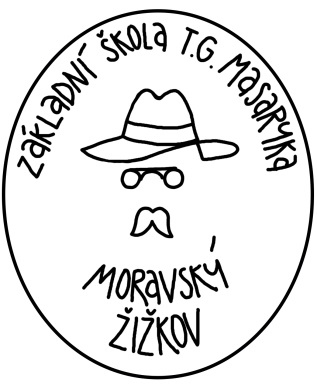 základní škola T.G. Masaryka
Moravský
Žižkov